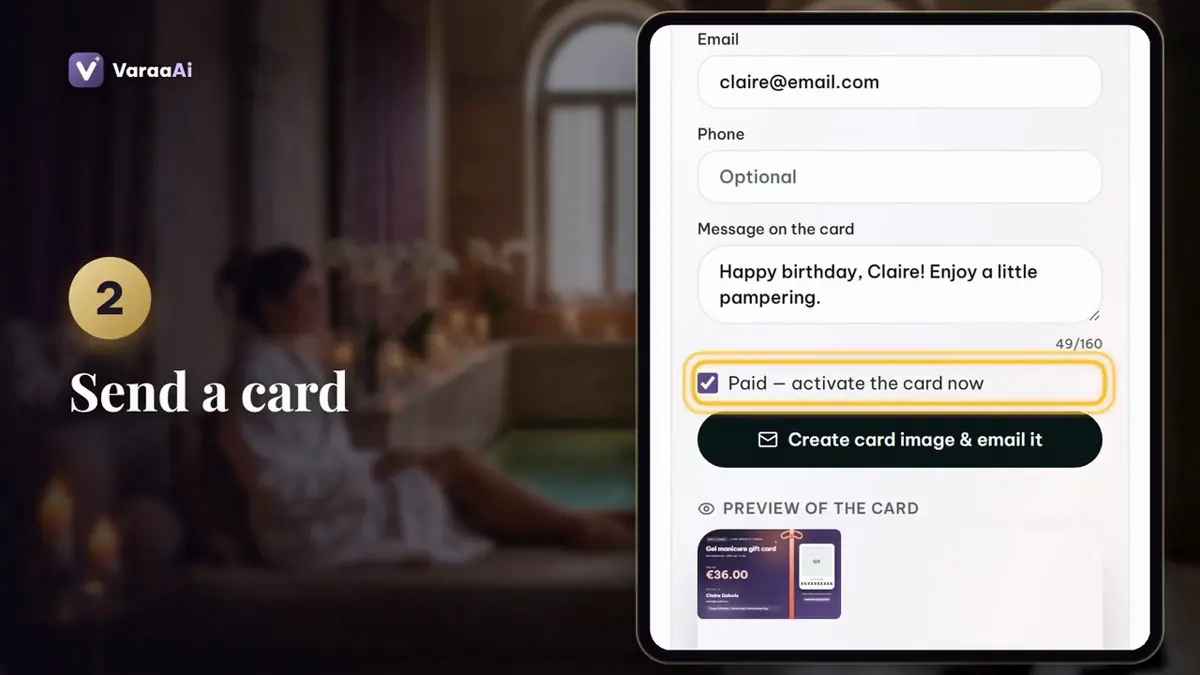 VaraaAi
2
Send a card
Email
claire@email.com
Phone
Optional
Message on the card
Happy birthday, Claire! Enjoy a little
pampering.
49/160
Paid — activate the card now
Create card image & email it
PREVIEW OF THE CARD
Gel manicure gift card
€36.00
Claire Dubois